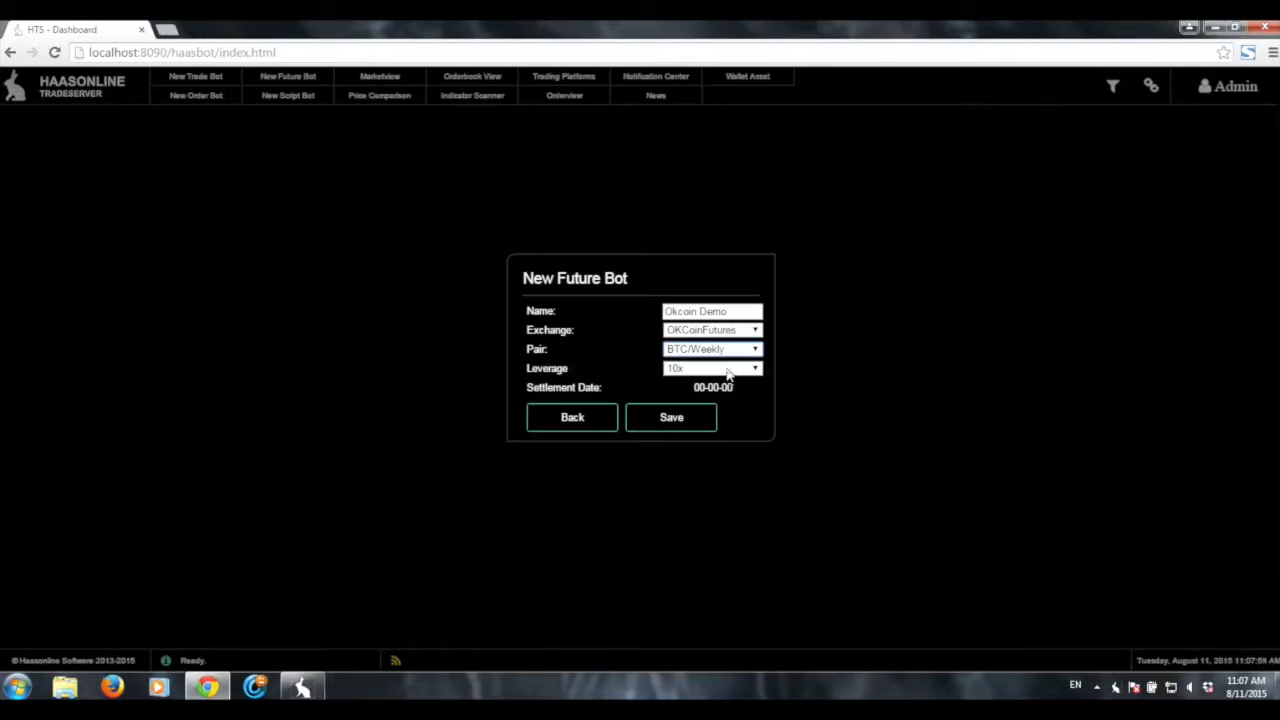 HTS - Dashboard
localhost:8090/haasbot/index.html
HAASONLINE
TRADESERVER
New Trade Bot New Future Bot Marketview Orderbook View Trading Platforms Notification Center Wallet Asset
New Order Bot New Script Bot Price Comparison Indicator Scanner Orderview News
Admin
New Future Bot
Name: Okcoin Demo
Exchange: OKCoinFutures
Pair: BTC/Weekly
Leverage 10x
Settlement Date: 00-00-00
Back Save
© Haasonline Software 2013-2015 Ready. Tuesday, August 11, 2015 11:07:59 AM
EN 11:07 AM
8/11/2015